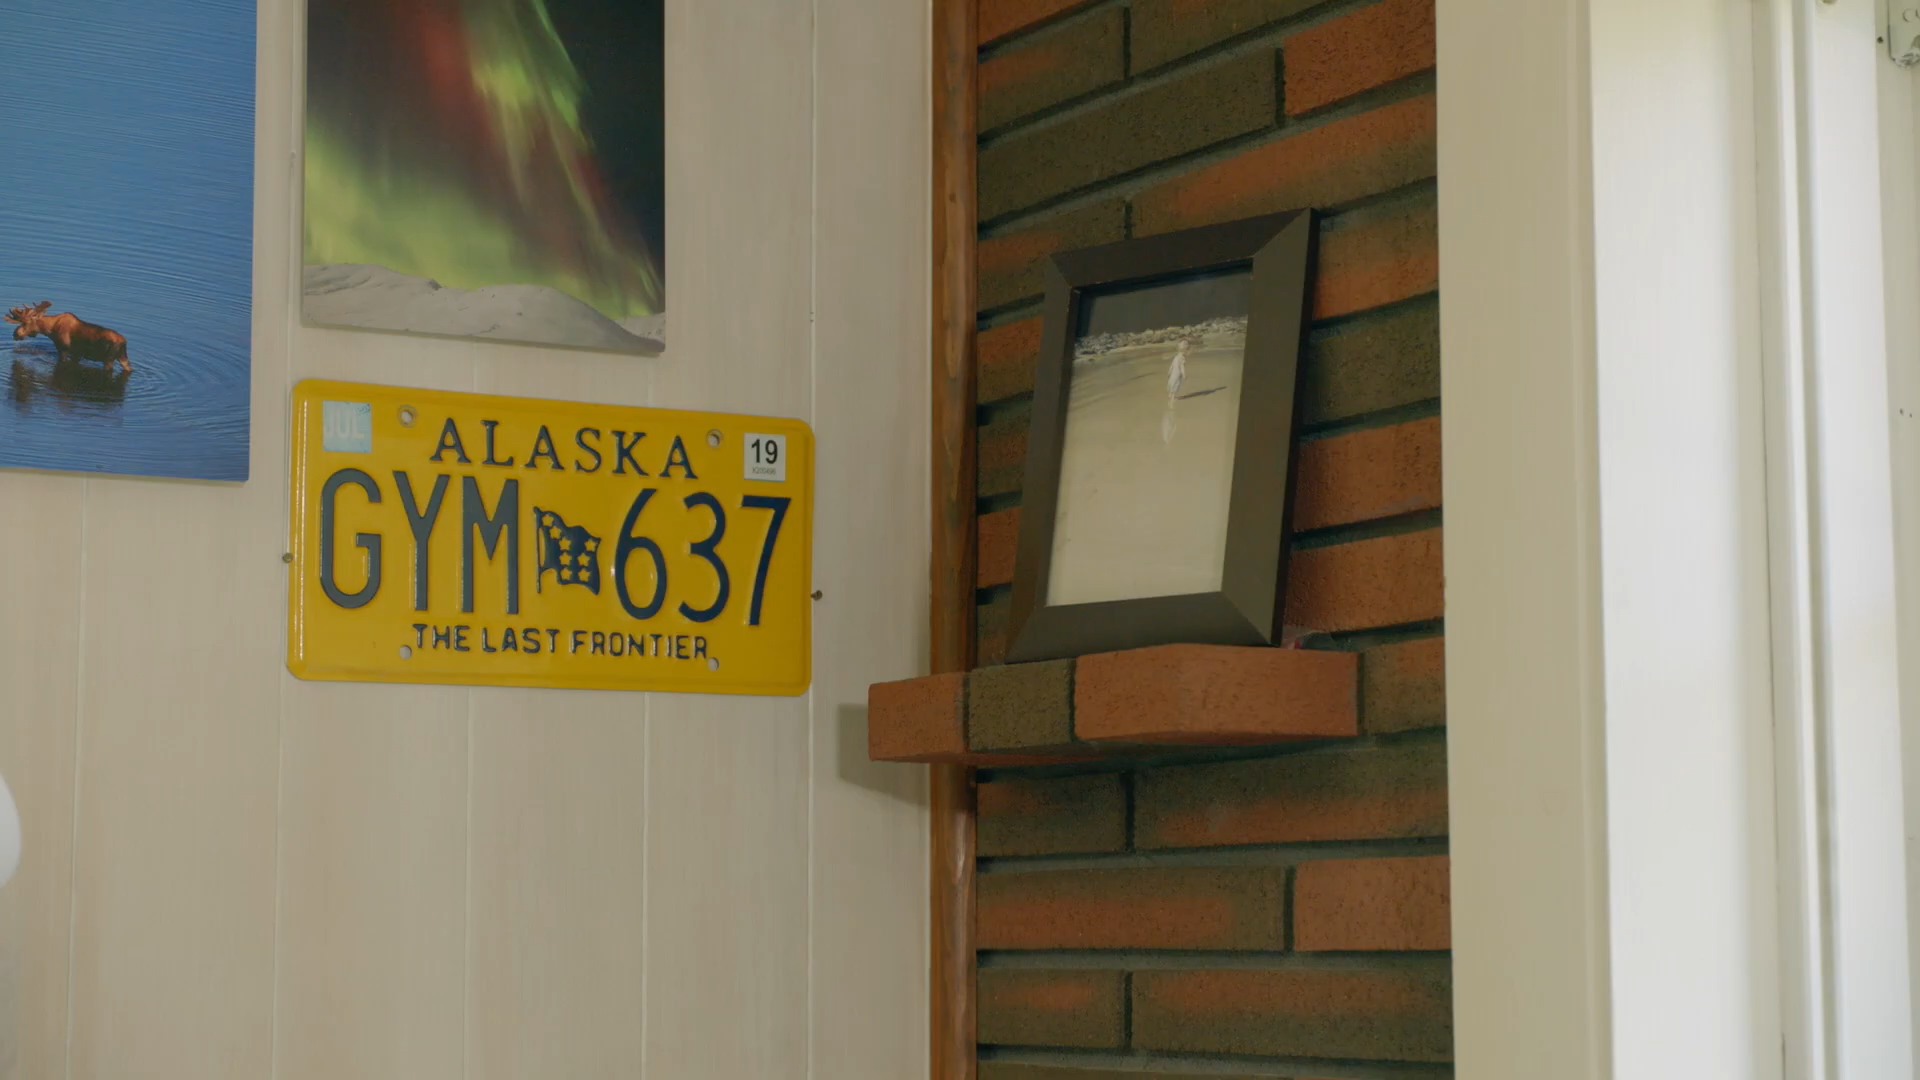 JUL
ALASKA
19
GYM 637
THE LAST FRONTIER